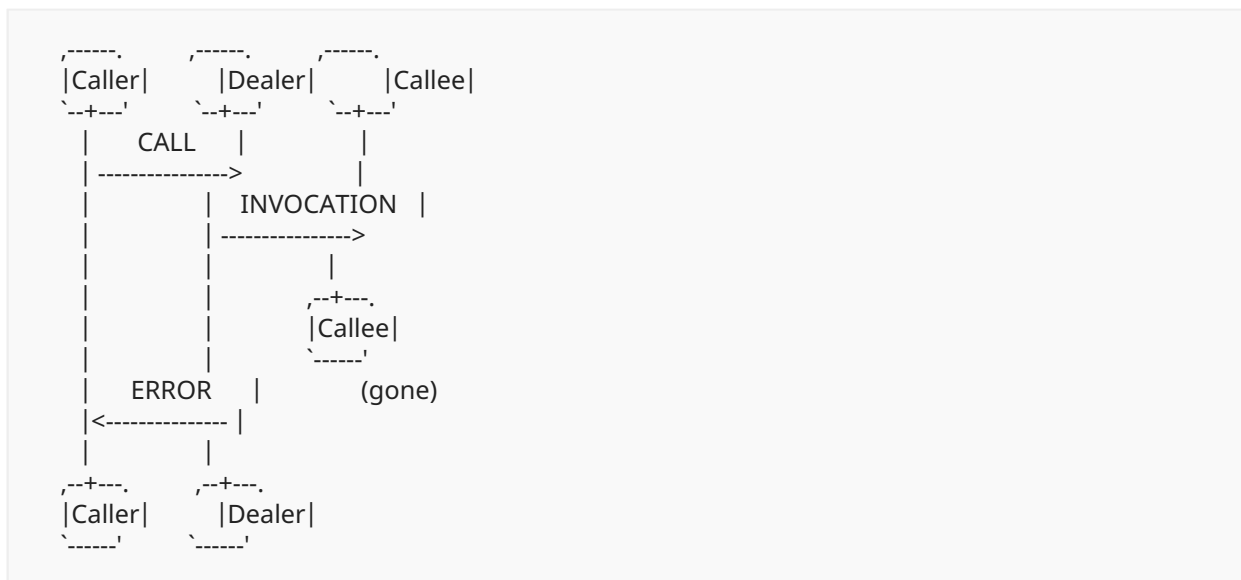 ,------.          ,------.          ,------.
|Caller|          |Dealer|          |Callee|
`--+---'          `--+---'          `--+---'
   |       CALL      |                 |
   | ---------------->                 |
   |                 |    INVOCATION   |
   |                 | ---------------->
   |                 |                 |
   |                 |              ,--+---.
   |                 |              |Callee|
   |                 |              `------'
   |       ERROR     |               (gone)
   |<--------------- |
   |                 |
,--+---.          ,--+---.
|Caller|          |Dealer|
`------'          `------'